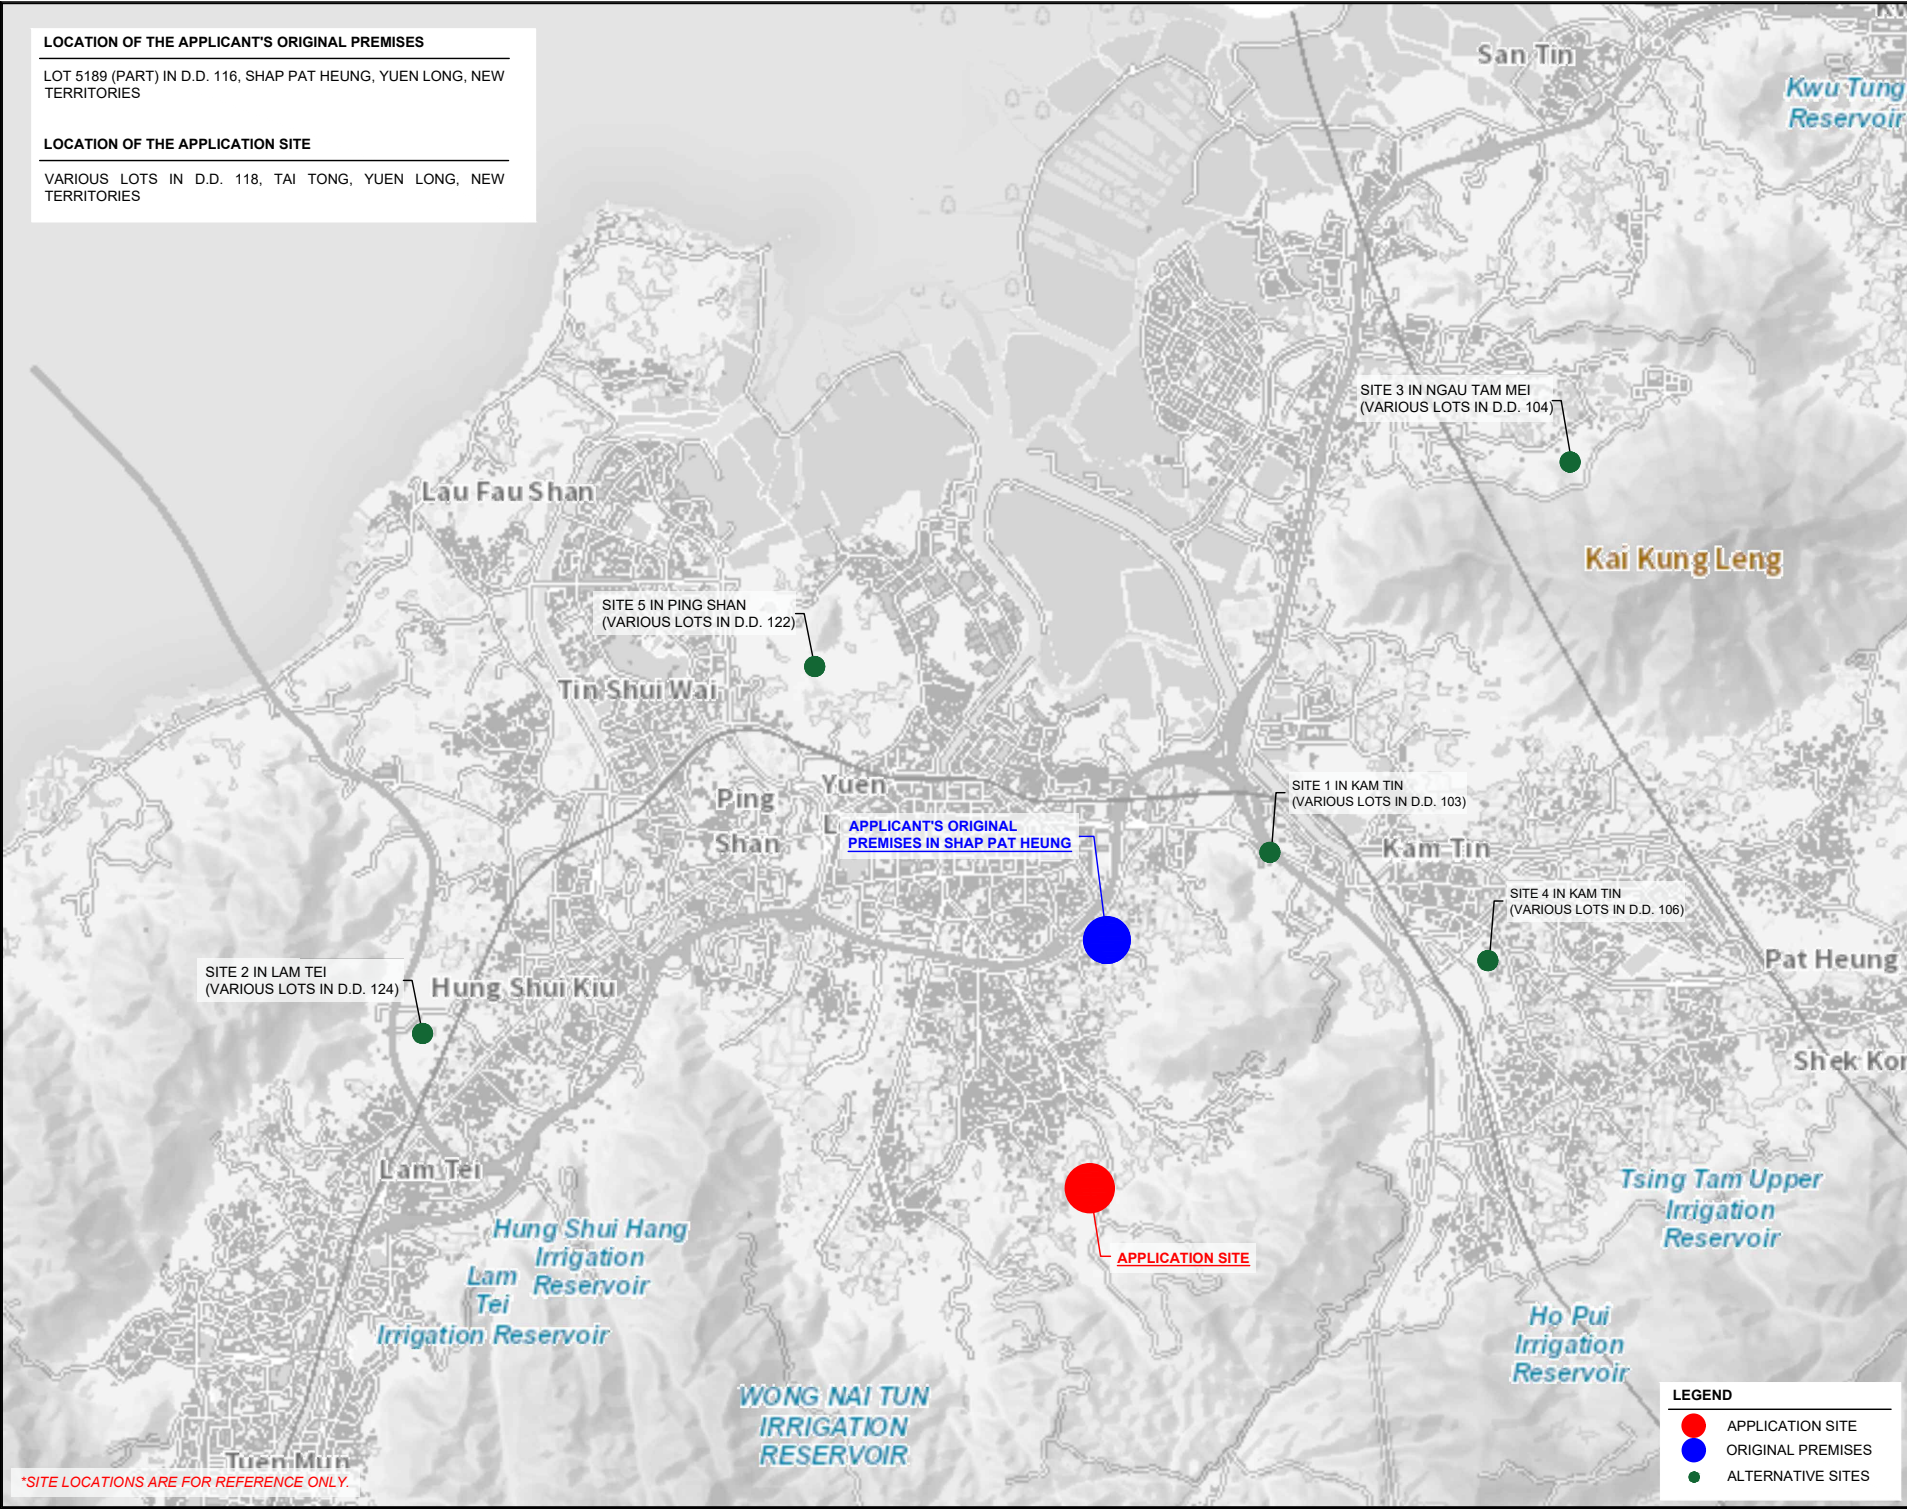 LOCATION OF THE APPLICANT'S ORIGINAL PREMISES
LOT 5189 (PART) IN D.D. 116, SHAP PAT HEUNG, YUEN LONG, NEW
TERRITORIES
LOCATION OF THE APPLICATION SITE
VARIOUS LOTS IN D.D. 118, TAI TONG, YUEN LONG, NEW
TERRITORIES
San Tin
Kwu Tung
Reservoir
SITE 3 IN NGAU TAM MEI
(VARIOUS LOTS IN D.D. 104)
Lau Fau Shan
Kai Kung Leng
SITE 5 IN PING SHAN
(VARIOUS LOTS IN D.D. 122)
Tin Shui Wai
Yuen
Ping
Shan
SITE 1 IN KAM TIN
(VARIOUS LOTS IN D.D. 103)
APPLICANT'S ORIGINAL
PREMISES IN SHAP PAT HEUNG
Kam Tin
SITE 4 IN KAM TIN
(VARIOUS LOTS IN D.D. 106)
Pat Heung
SITE 2 IN LAM TEI
(VARIOUS LOTS IN D.D. 124)
Hung Shui Kiu
Shek Kon
Lam Tei
Tsing Tam Upper
Irrigation
Reservoir
Hung Shui Hang
Irrigation
Reservoir
APPLICATION SITE
Lam
Tei
Irrigation Reservoir
Ho Pui
Irrigation
Reservoir
WONG NAI TUN
IRRIGATION
RESERVOIR
Tuen Mun
*SITE LOCATIONS ARE FOR REFERENCE ONLY.
LEGEND
APPLICATION SITE
ORIGINAL PREMISES
ALTERNATIVE SITES